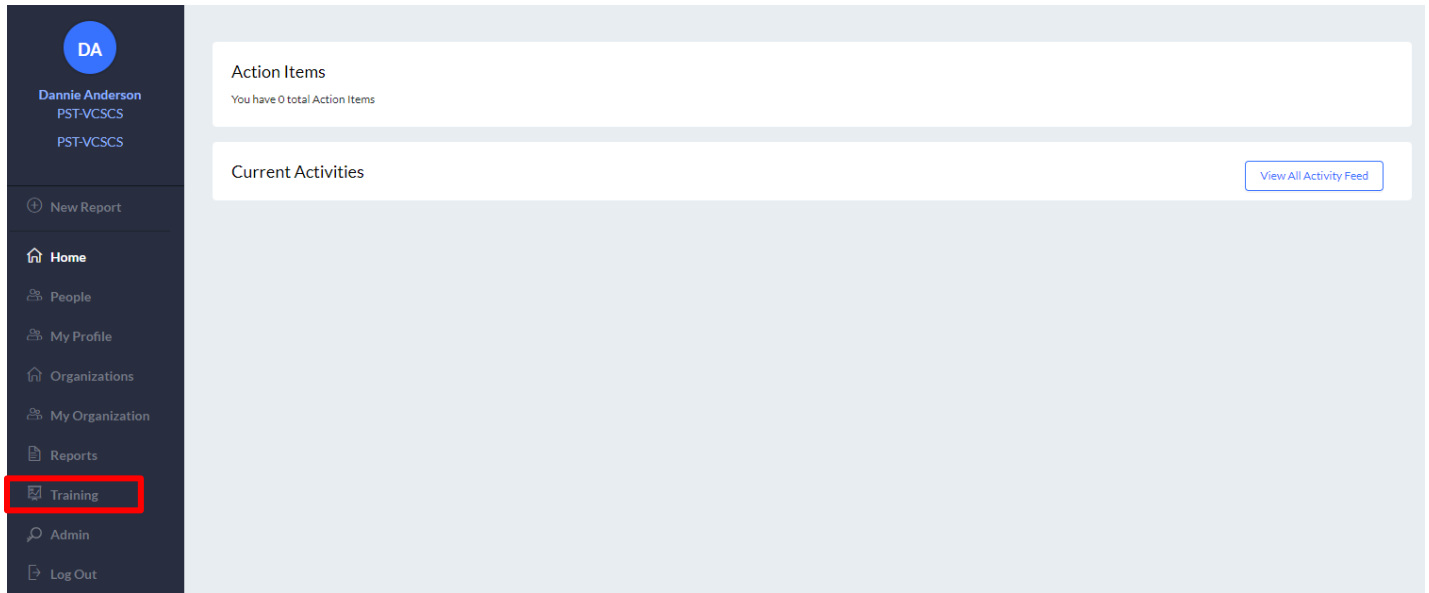 DA
Dannie Anderson
PST-VCSCS
PST-VCSCS
New Report
Home
People
My Profile
Organizations
My Organization
Reports
Training
Admin
Log Out
Action Items
You have 0 total Action Items
Current Activities
View All Activity Feed